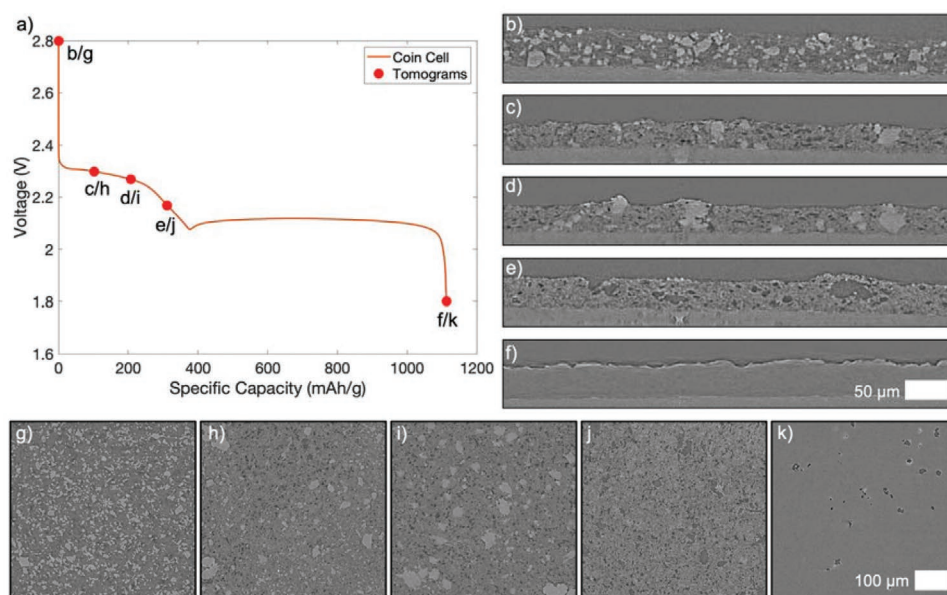 a)
2.8
2.6
2.4
2.2
2
1.8
1.6
Voltage (V)
b/g
c/h
d/i
e/j
f/k
Coin Cell
Tomograms
0 200 400 600 800 1000 1200
Specific Capacity (mAh/g)
b)
c)
d)
e)
f)
50 µm
g) h) i) j) k)
100 µm